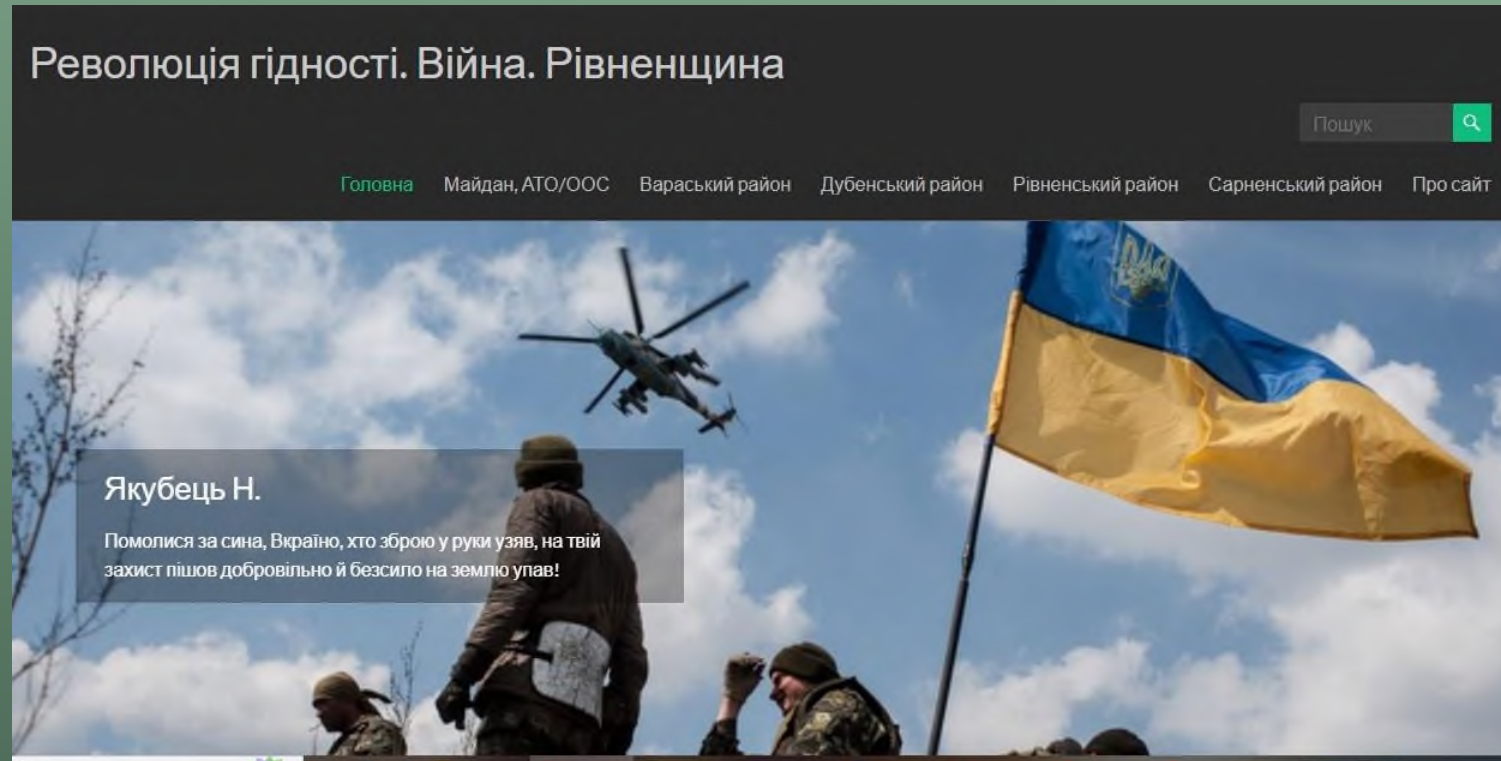 Революція гідності. Війна. Рівненщина
Пошук
Головна Майдан, АТО/ООС Вараський район Дубенський район Рівненський район Сарненський район Про сайт
Якубець Н.
Помолися за сина, Вкраїно, хто зброю у руки узяв, на твій
захист пішов добровільно й безсило на землю упав!